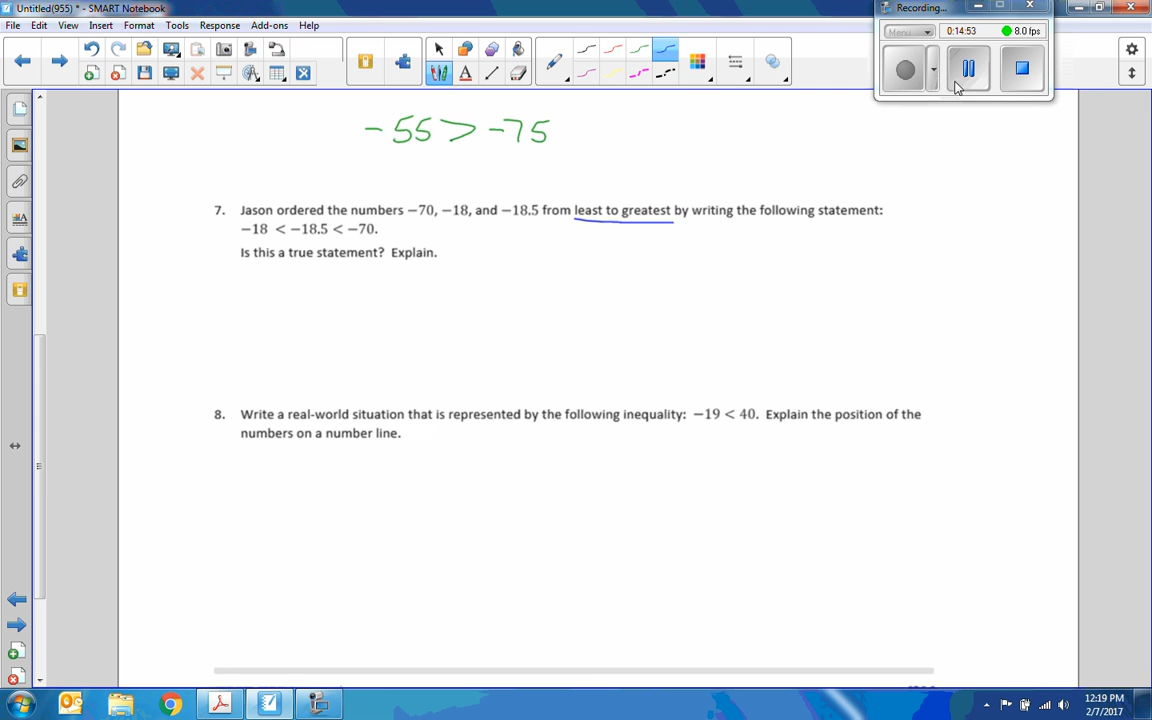 Untitled(955) * - SMART Notebook
Recording...
File Edit View Insert Format Tools Response Add-ons Help
Menu 0:14:53 8.0 fps
-55 > -75
7. Jason ordered the numbers −70, −18, and −18.5 from least to greatest by writing the following statement:
−18 < −18.5 < −70.
Is this a true statement? Explain.
8. Write a real-world situation that is represented by the following inequality: −19 < 40. Explain the position of the
numbers on a number line.
12:19 PM
2/7/2017